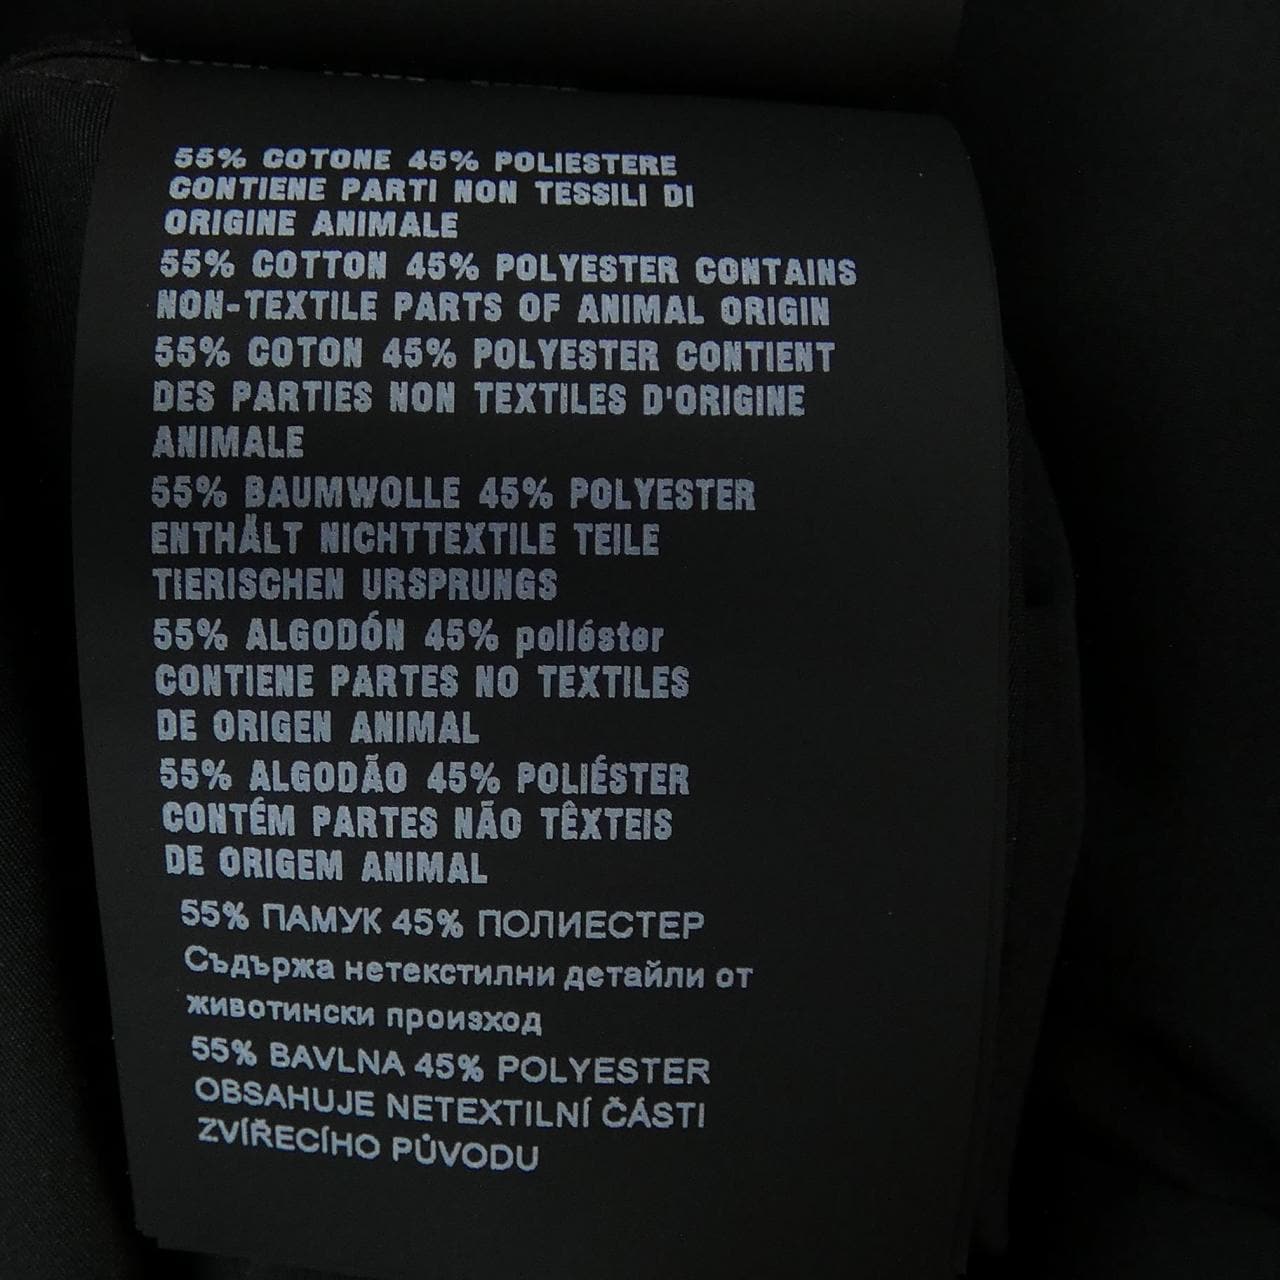 55% COTONE 45% POLIESTERE
CONTIENE PARTI NON TESSILI DI
ORIGINE ANIMALE
55% COTTON 45% POLYESTER CONTAINS
NON-TEXTILE PARTS OF ANIMAL ORIGIN
55% COTON 45% POLYESTER CONTIENT
DES PARTIES NON TEXTILES D'ORIGINE
ANIMALE
55% BAUMWOLLE 45% POLYESTER
ENTHÄLT NICHTTEXTILE TEILE
TIERISCHEN URSPRUNGS
55% ALGODÓN 45% poliéster
CONTIENE PARTES NO TEXTILES
DE ORIGEN ANIMAL
55% ALGODÃO 45% POLIÉSTER
CONTÉM PARTES NÃO TÊXTEIS
DE ORIGEM ANIMAL
55% ПАМУК 45% ПОЛИЕСТЕР
Съдържа нетекстилни детайли от
животински произход
55% BAVLNA 45% POLYESTER
OBSAHUJE NETEXTILNÍ ČÁSTI
ZVÍŘECÍHO PŮVODU